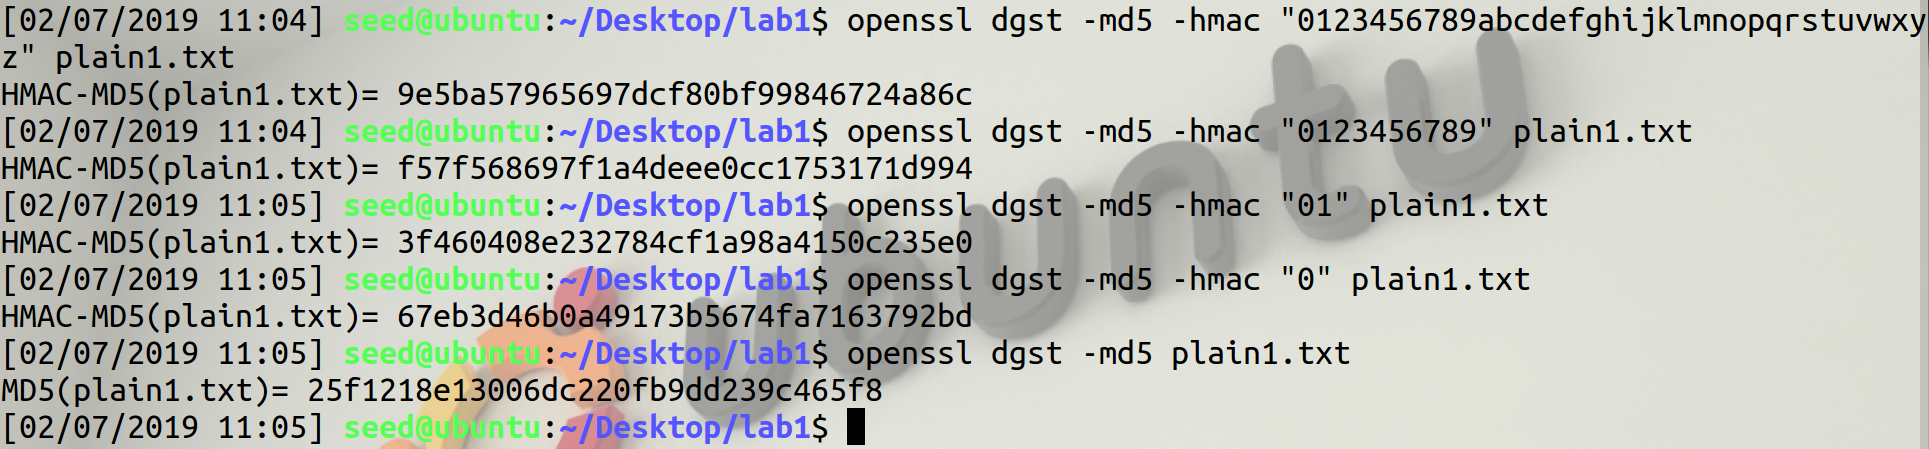 [02/07/2019 11:04] seed@ubuntu:~/Desktop/lab1$ openssl dgst -md5 -hmac "0123456789abcdefghijklmnopqrstuvwxy
z" plain1.txt
HMAC-MD5(plain1.txt)= 9e5ba57965697dcf80bf99846724a86c
[02/07/2019 11:04] seed@ubuntu:~/Desktop/lab1$ openssl dgst -md5 -hmac "0123456789" plain1.txt
HMAC-MD5(plain1.txt)= f57f568697f1a4deee0cc1753171d994
[02/07/2019 11:05] seed@ubuntu:~/Desktop/lab1$ openssl dgst -md5 -hmac "01" plain1.txt
HMAC-MD5(plain1.txt)= 3f460408e232784cf1a98a4150c235e0
[02/07/2019 11:05] seed@ubuntu:~/Desktop/lab1$ openssl dgst -md5 -hmac "0" plain1.txt
HMAC-MD5(plain1.txt)= 67eb3d46b0a49173b5674fa7163792bd
[02/07/2019 11:05] seed@ubuntu:~/Desktop/lab1$ openssl dgst -md5 plain1.txt
MD5(plain1.txt)= 25f1218e13006dc220fb9dd239c465f8
[02/07/2019 11:05] seed@ubuntu:~/Desktop/lab1$
ubuntu